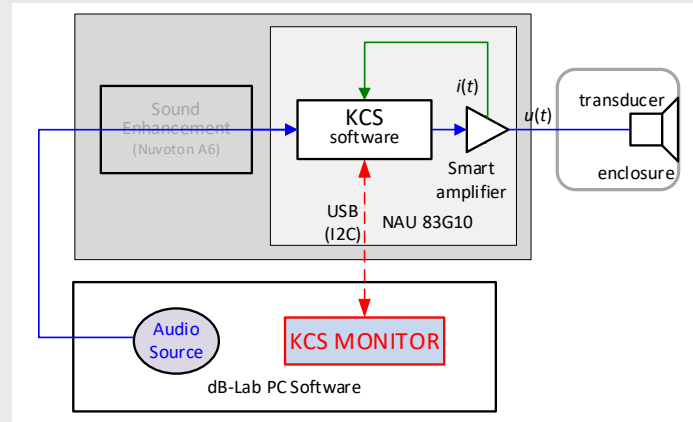 Sound
Enhancement
(Nuvoton A6)
KCS
software
i(t)
Smart
amplifier
u(t)
transducer
enclosure
USB
(I2C)
NAU 83G10
Audio
Source
KCS MONITOR
dB-Lab PC Software